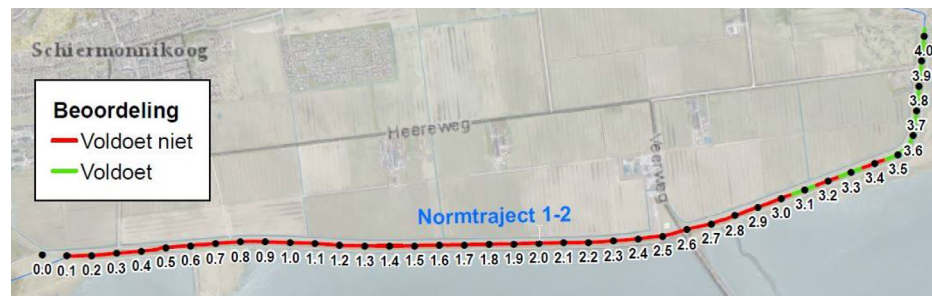 Schiermonnikoog
Beoordeling
Voldoet niet
Voldoet
Heereweg
Veerweg
Normtraject 1-2
4.0
3.9
3.8
3.7
3.6
3.5
3.4
3.3
3.2
3.1
3.0
2.9
2.8
2.7
2.6
0.0 0.1 0.2 0.3 0.4 0.5 0.6 0.7 0.8 0.9 1.0 1.1 1.2 1.3 1.4 1.5 1.6 1.7 1.8 1.9 2.0 2.1 2.2 2.3 2.4 2.5